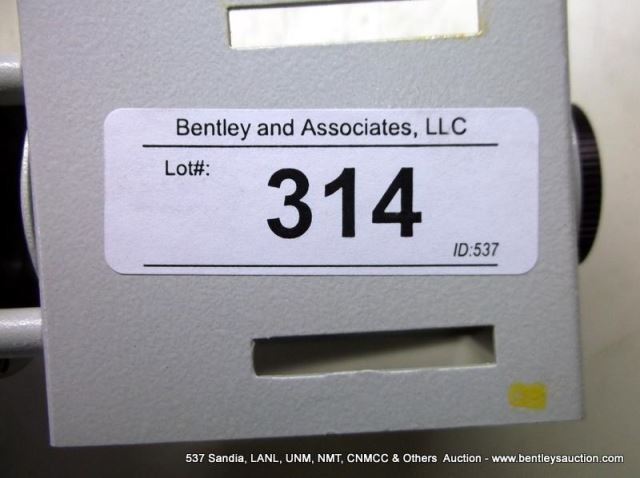 Bentley and Associates, LLC
Lot#:
314
ID:537
537 Sandia, LANL, UNM, NMT, CNMCC & Others Auction - www.bentleysauction.com